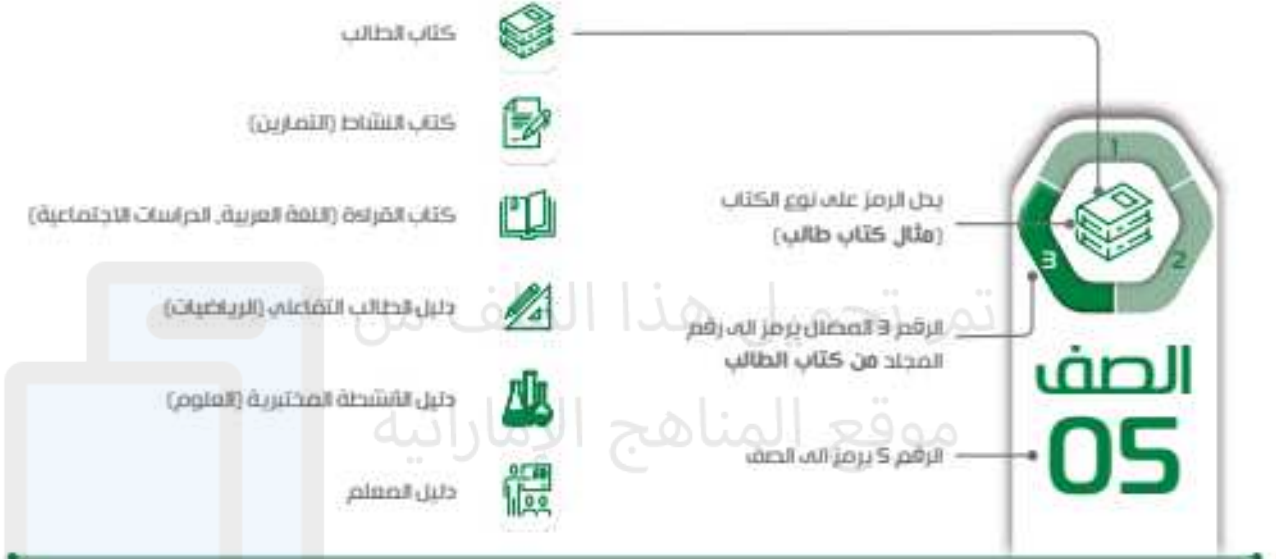 كتاب الطالب
كتاب النشاط (التمارين)
كتاب القراءة (اللغة العربية, الدراسات الاجتماعية)
دليل الطالب التفاعلي (الرياضيات)
دليل الأنشطة المختبرية (العلوم)
دليل المعلم
1
2
3
يدل الرمز على نوع الكتاب
(مثال كتاب طالب)
الرقم 3 المضلل يرمز الى رقم
المجلد من كتاب الطالب
الرقم 5 يرمز الى الصف
الصف
05
تم تحميل هذا الملف من
موقع المناهج الإماراتية